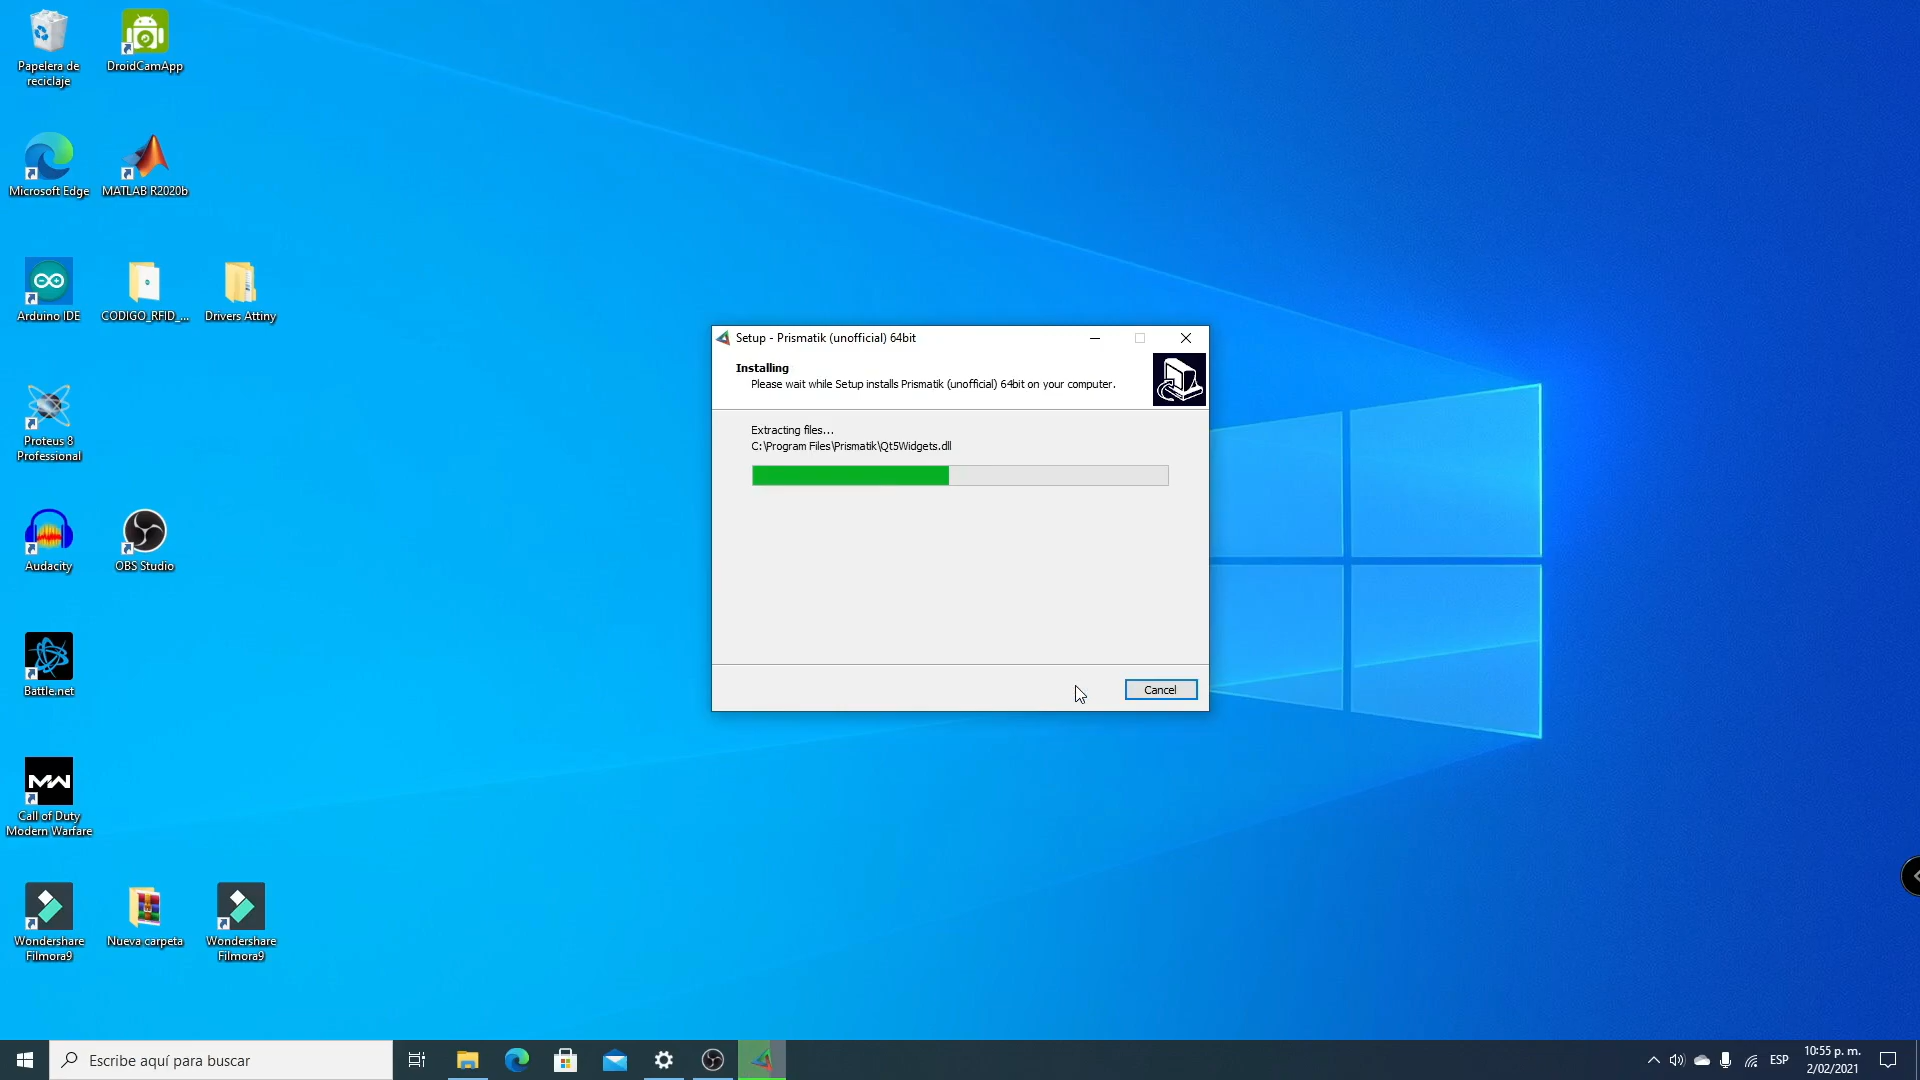 Papelera de
reciclaje
DroidCamApp
Microsoft Edge
MATLAB R2020b
Arduino IDE
CODIGO_RFID_...
Drivers Attiny
Proteus 8
Professional
Audacity
OBS Studio
Battle.net
MW
Call of Duty
Modern Warfare
Wondershare
Filmora9
Nueva carpeta
Wondershare
Filmora9
Setup - Prismatik (unofficial) 64bit
Installing
Please wait while Setup installs Prismatik (unofficial) 64bit on your computer.
Extracting files...
C:\Program Files\Prismatik\Qt5Widgets.dll
Cancel
Escribe aquí para buscar
ESP
10:55 p. m.
2/02/2021